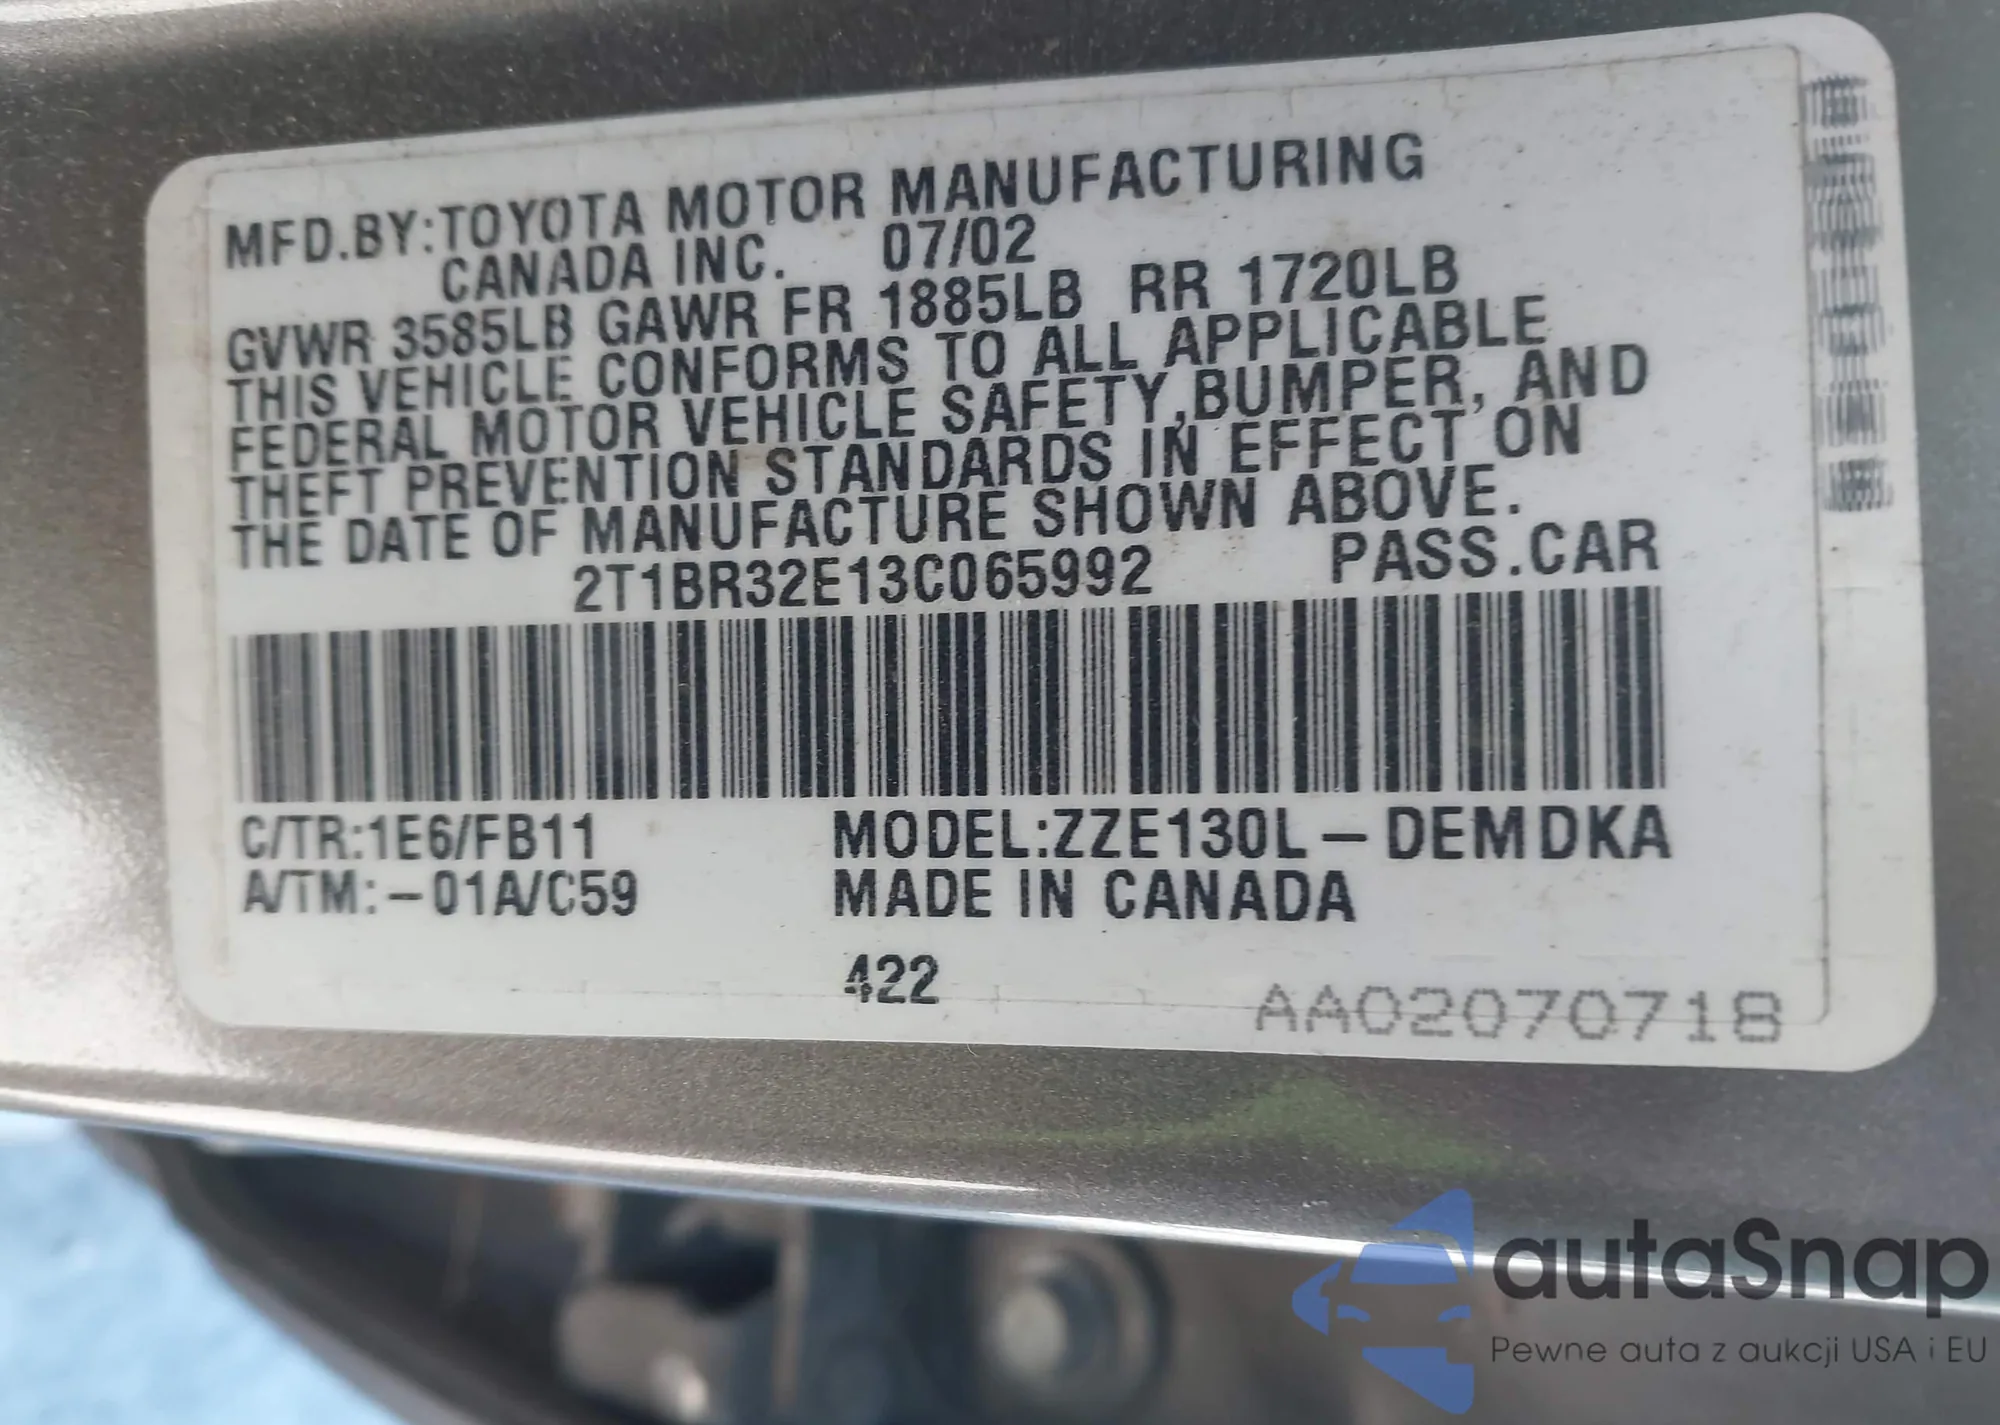 MFD.BY:TOYOTA MOTOR MANUFACTURING
CANADA INC. 07/02
GVWR 3585LB GAWR FR 1885LB RR 1720LB
THIS VEHICLE CONFORMS TO ALL APPLICABLE
FEDERAL MOTOR VEHICLE SAFETY,BUMPER, AND
THEFT PREVENTION STANDARDS IN EFFECT ON
THE DATE OF MANUFACTURE SHOWN ABOVE.
2T1BR32E13C065992 PASS.CAR
C/TR:1E6/FB11 MODEL:ZZE130L-DEMDKA
A/TM:-01A/C59 MADE IN CANADA
422
AA02070718
autaSnap
Pewne auta z aukcji USA i EU